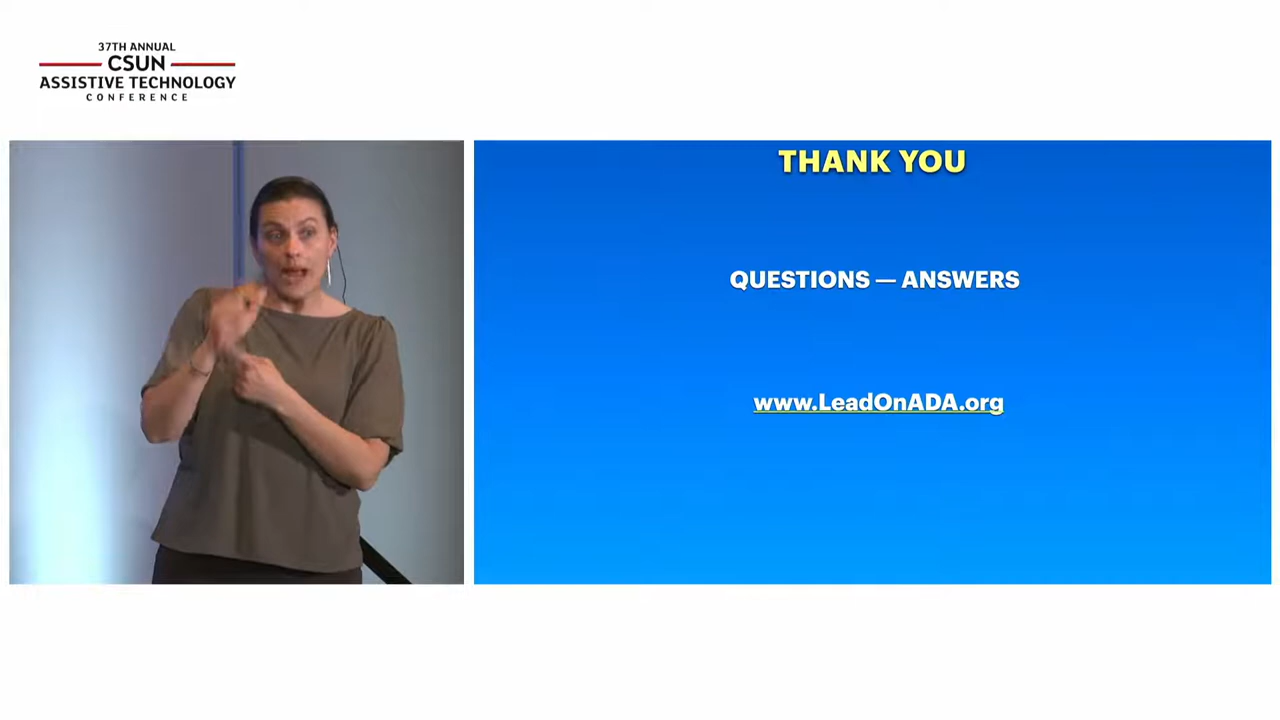 37TH ANNUAL
CSUN
ASSISTIVE TECHNOLOGY
CONFERENCE
THANK YOU
QUESTIONS — ANSWERS
www.LeadOnADA.org